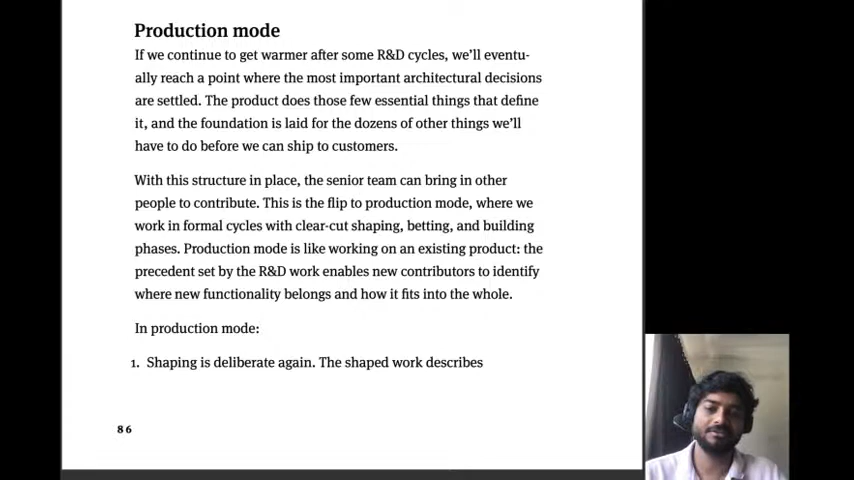 Production mode
If we continue to get warmer after some R&D cycles, we'll eventu-
ally reach a point where the most important architectural decisions
are settled. The product does those few essential things that define
it, and the foundation is laid for the dozens of other things we'll
have to do before we can ship to customers.
With this structure in place, the senior team can bring in other
people to contribute. This is the flip to production mode, where we
work in formal cycles with clear-cut shaping, betting, and building
phases. Production mode is like working on an existing product: the
precedent set by the R&D work enables new contributors to identify
where new functionality belongs and how it fits into the whole.
In production mode:
1. Shaping is deliberate again. The shaped work describes
86